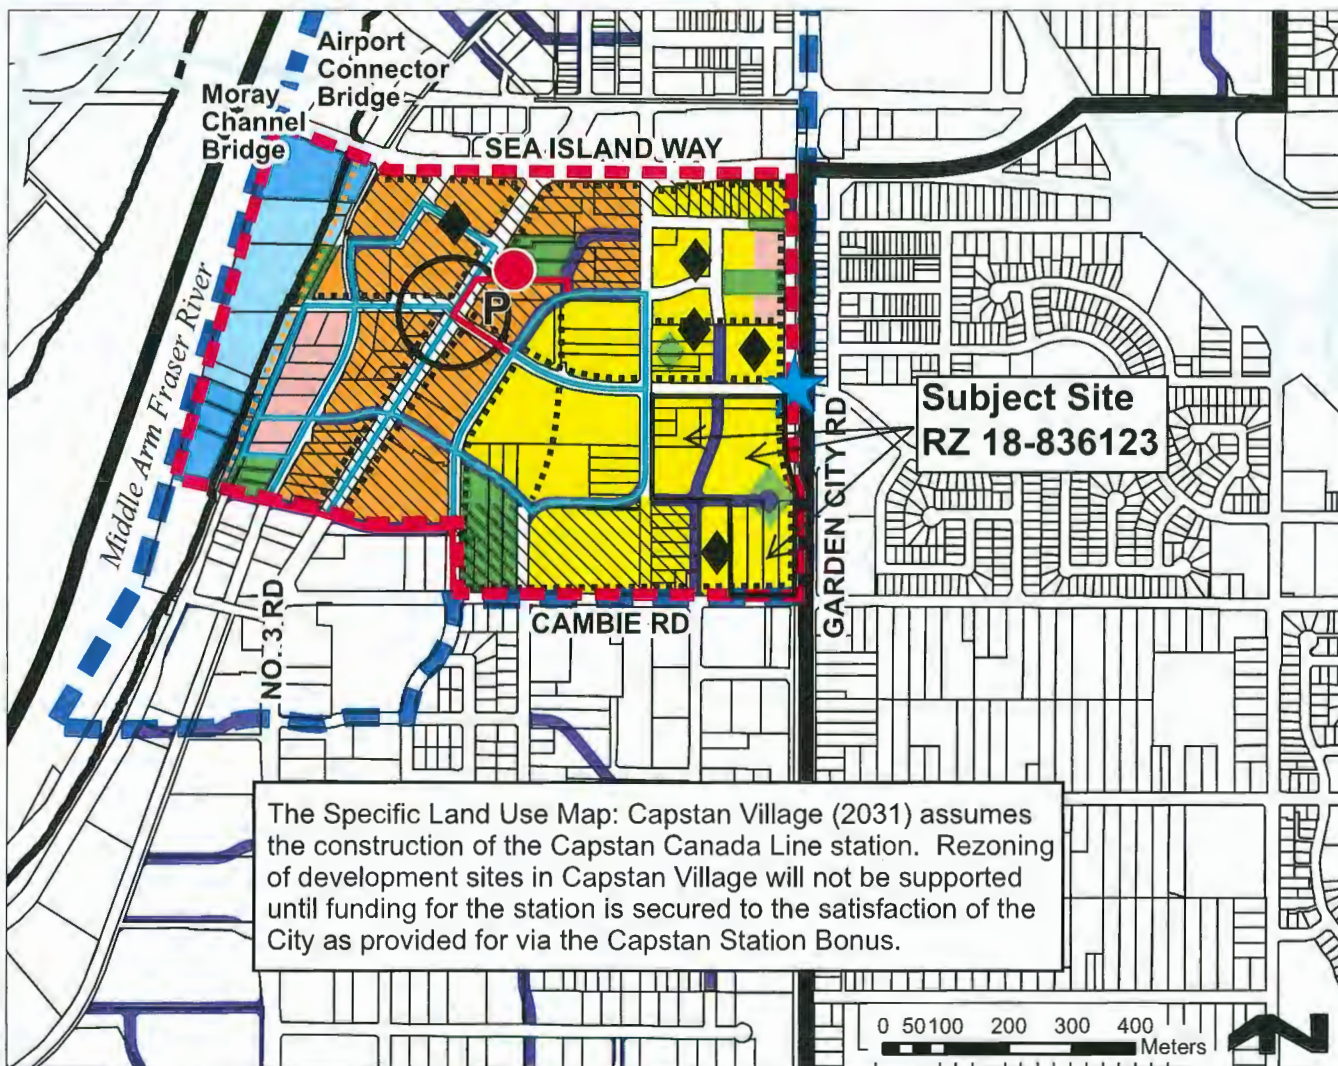 Airport
Connector
Bridge
Moray
Channel
Bridge
SEA ISLAND WAY
P
Middle Arm Fraser River
Subject Site
RZ 18-836123
GARDEN CITY RD
NO. 3 RD
CAMBIE RD
The Specific Land Use Map: Capstan Village (2031) assumes
the construction of the Capstan Canada Line station. Rezoning
of development sites in Capstan Village will not be supported
until funding for the station is secured to the satisfaction of the
City as provided for via the Capstan Station Bonus.
0 50 100 200 300 400
Meters